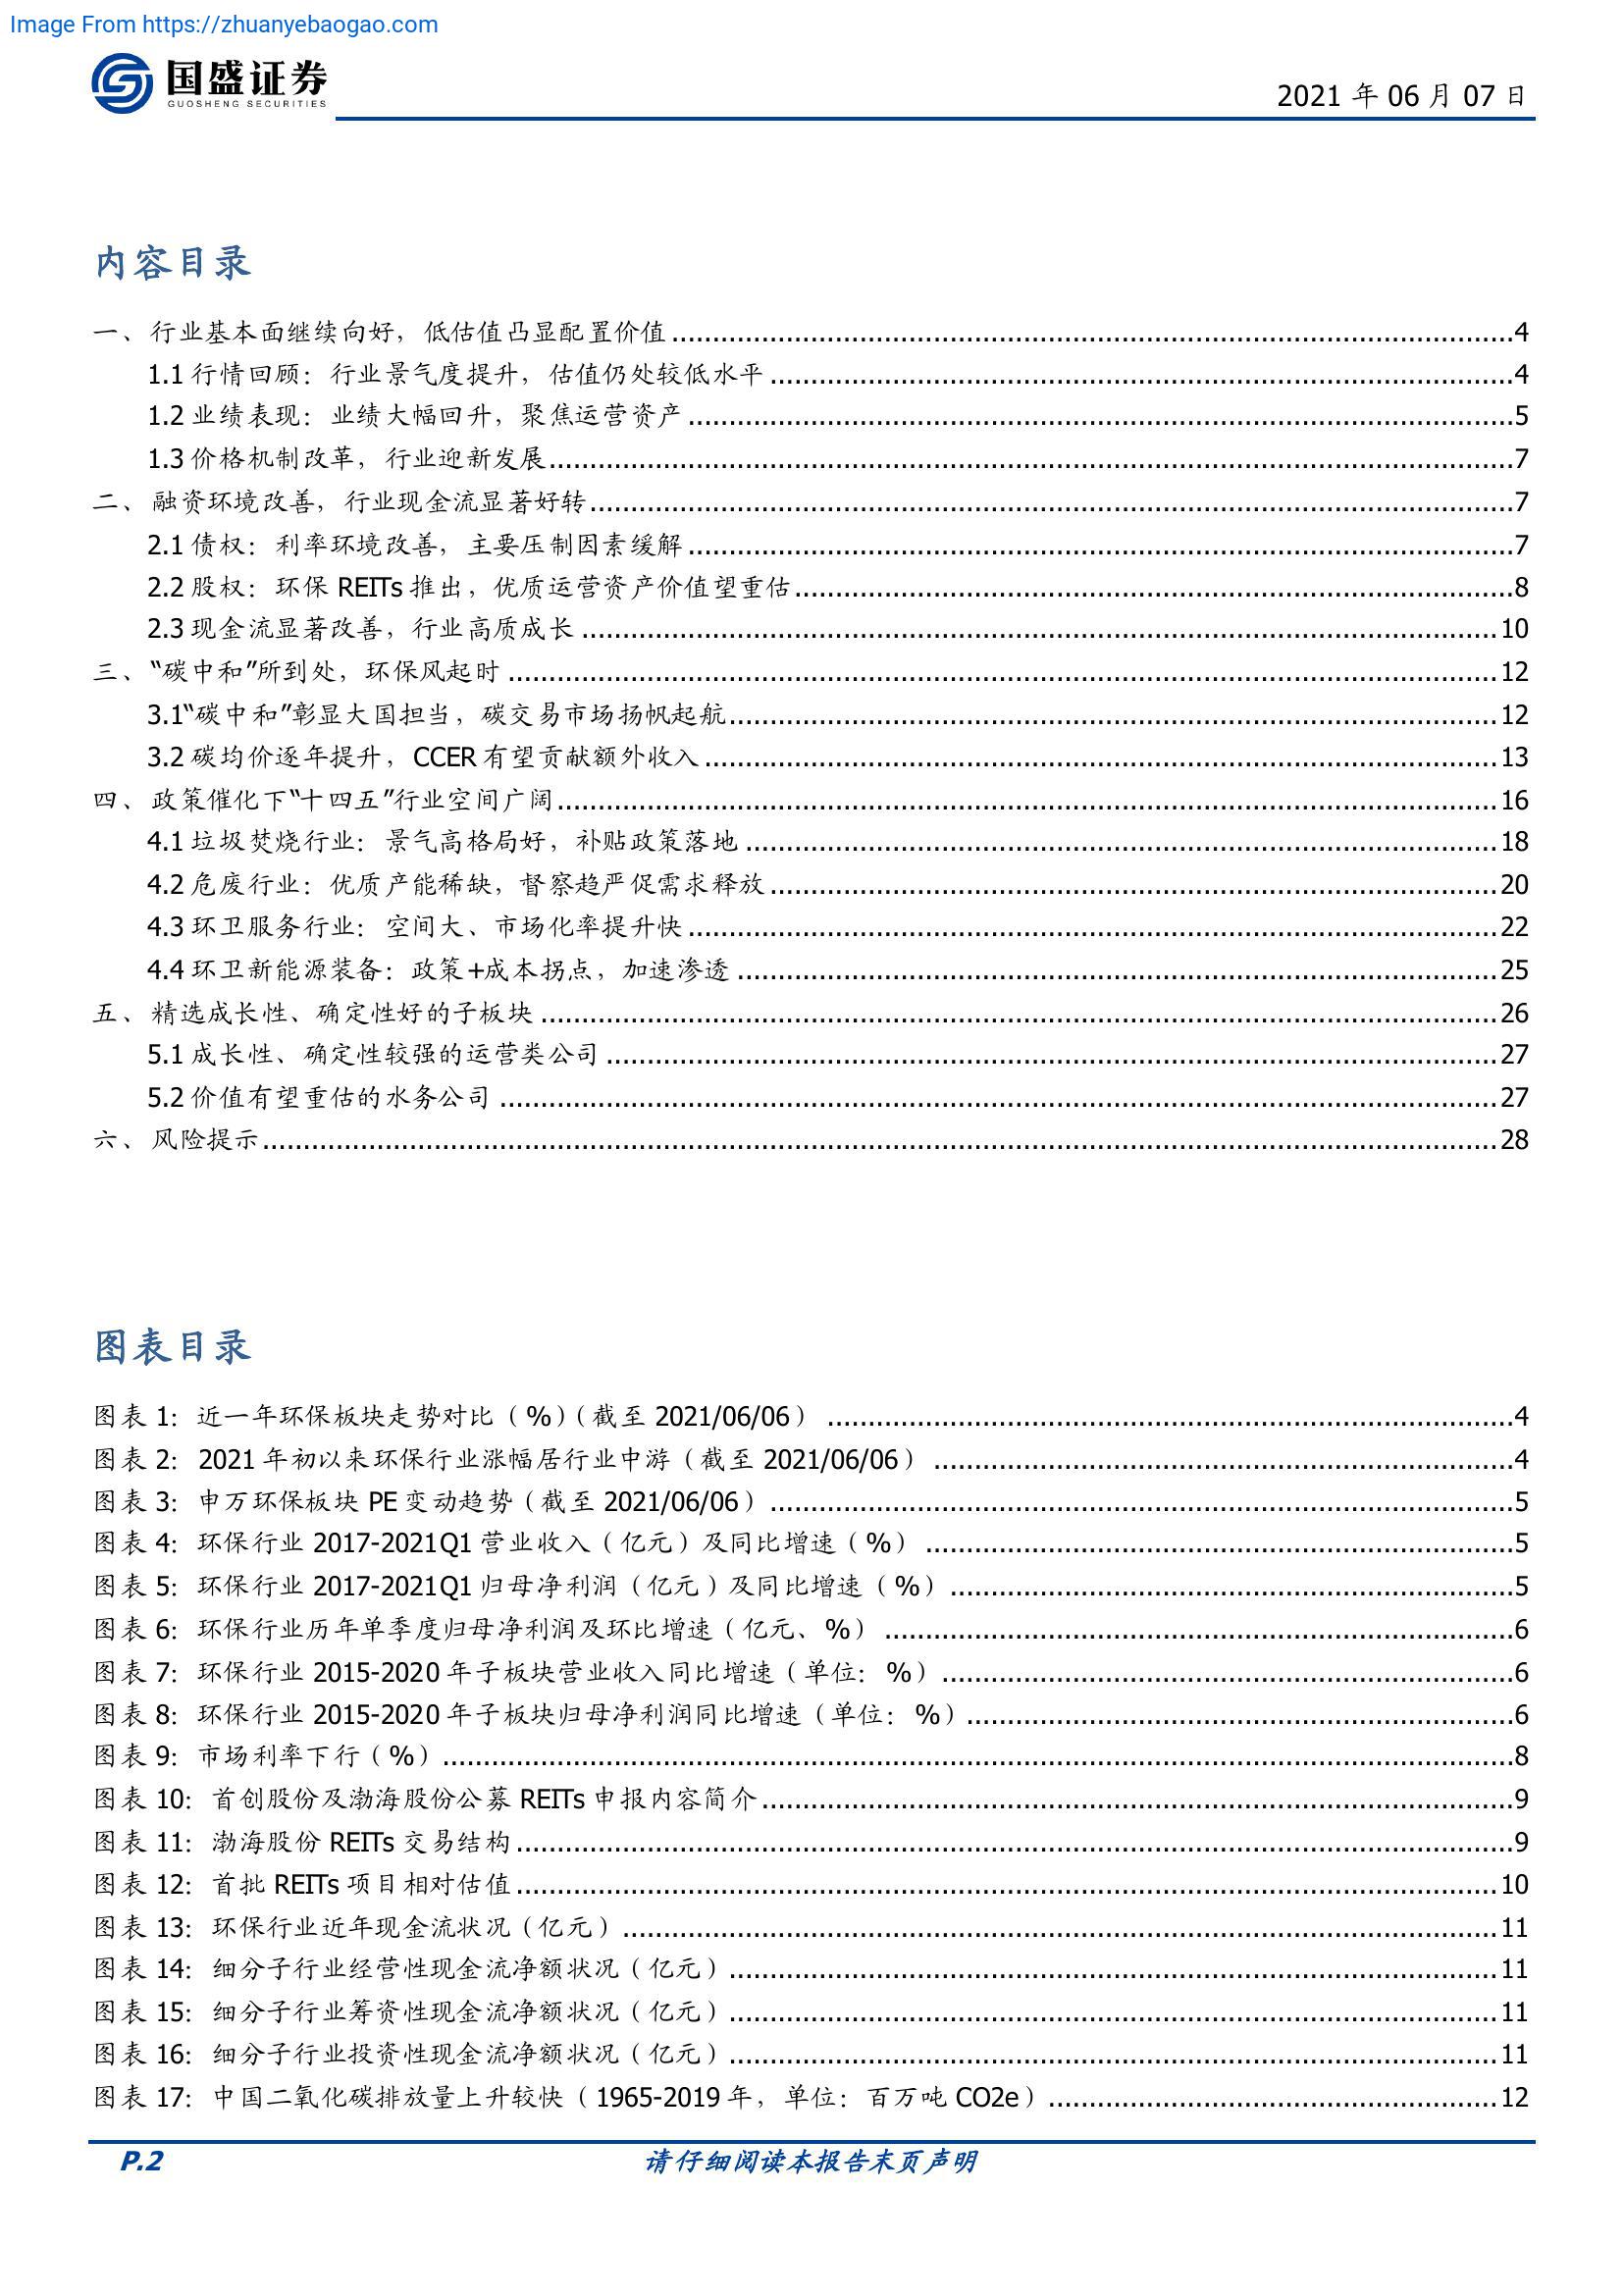 Image From https://zhuanyebaogao.com
国盛证券
GUOSHENG SECURITIES
2021 年 06 月 07 日
内容目录
一、行业基本面继续向好，低估值凸显配置价值........4
1.1 行情回顾：行业景气度提升，估值仍处较低水平........4
1.2 业绩表现：业绩大幅回升，聚焦运营资产........5
1.3 价格机制改革，行业迎新发展........7
二、融资环境改善，行业现金流显著好转........7
2.1 债权：利率环境改善，主要压制因素缓解........7
2.2 股权：环保 REITs 推出，优质运营资产价值望重估........8
2.3 现金流显著改善，行业高质成长........10
三、“碳中和”所到处，环保风起时........12
3.1“碳中和”彰显大国担当，碳交易市场扬帆起航........12
3.2 碳均价逐年提升，CCER 有望贡献额外收入........13
四、政策催化下“十四五”行业空间广阔........16
4.1 垃圾焚烧行业：景气高格局好，补贴政策落地........18
4.2 危废行业：优质产能稀缺，督察趋严促需求释放........20
4.3 环卫服务行业：空间大、市场化率提升快........22
4.4 环卫新能源装备：政策+成本拐点，加速渗透........25
五、精选成长性、确定性好的子板块........26
5.1 成长性、确定性较强的运营类公司........27
5.2 价值有望重估的水务公司........27
六、风险提示........28
图表目录
图表 1：近一年环保板块走势对比（%）（截至 2021/06/06）........4
图表 2：2021 年初以来环保行业涨幅居行业中游（截至 2021/06/06）........4
图表 3：申万环保板块 PE 变动趋势（截至 2021/06/06）........5
图表 4：环保行业 2017-2021Q1 营业收入（亿元）及同比增速（%）........5
图表 5：环保行业 2017-2021Q1 归母净利润（亿元）及同比增速（%）........5
图表 6：环保行业历年单季度归母净利润及环比增速（亿元、%）........6
图表 7：环保行业 2015-2020 年子板块营业收入同比增速（单位：%）........6
图表 8：环保行业 2015-2020 年子板块归母净利润同比增速（单位：%）........6
图表 9：市场利率下行（%）........8
图表 10：首创股份及渤海股份公募 REITs 申报内容简介........9
图表 11：渤海股份 REITs 交易结构........9
图表 12：首批 REITs 项目相对估值........10
图表 13：环保行业近年现金流状况（亿元）........11
图表 14：细分子行业经营性现金流净额状况（亿元）........11
图表 15：细分子行业筹资性现金流净额状况（亿元）........11
图表 16：细分子行业投资性现金流净额状况（亿元）........11
图表 17：中国二氧化碳排放量上升较快（1965-2019 年，单位：百万吨 CO2e）........12
P.2
请仔细阅读本报告末页声明